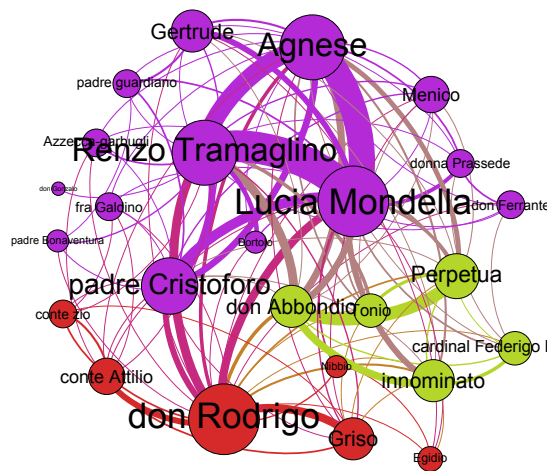 Gertrude
Agnese
padre guardiano
Menico
Azzecca-garbugli
Renzo Tramaglino
donna Prassede
don Gonzalo
fra Galdino
Lucia Mondella
don Ferrante
padre Bonaventura
Bortolo
padre Cristoforo
Perpetua
don Abbondio
Tonio
conte zio
cardinal Federigo
Nibbio
conte Attilio
innominato
don Rodrigo
Griso
Egidio